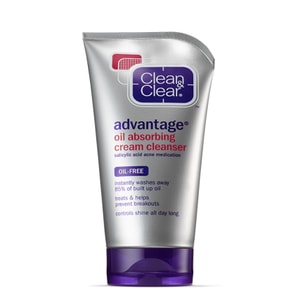 Clean &
Clear®
advantage®
oil absorbing
cream cleanser
salicylic acid acne medication
OIL-FREE
instantly washes away
85% of built up oil
treats & helps
prevent breakouts
controls shine all day long